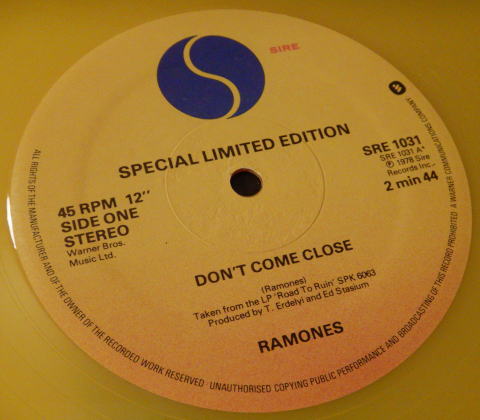 SIRE
SPECIAL LIMITED EDITION
45 RPM 12"
SIDE ONE
STEREO
Warner Bros.
Music Ltd.
SRE 1031
SRE 1031 A*
℗ 1978 Sire
Records Inc.
2 min 44
DON'T COME CLOSE
(Ramones)
Taken from the LP 'Road To Ruin' SPK 6063
Produced by T. Erdelyi and Ed Stasium
RAMONES
ALL RIGHTS OF THE MANUFACTURER AND OF THE OWNER OF THE RECORDED WORK RESERVED · UNAUTHORISED COPYING PUBLIC PERFORMANCE AND BROADCASTING OF THIS RECORD PROHIBITED A WARNER COMMUNICATIONS COMPANY